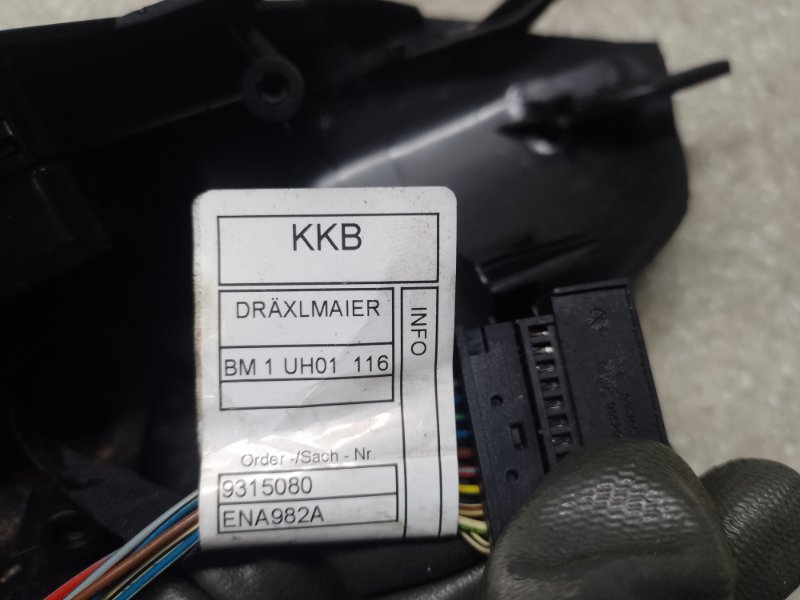 KKB
DRÄXLMAIER
INFO
BM 1 UH01 116
Order -/Sach - Nr.
9315080
ENA982A